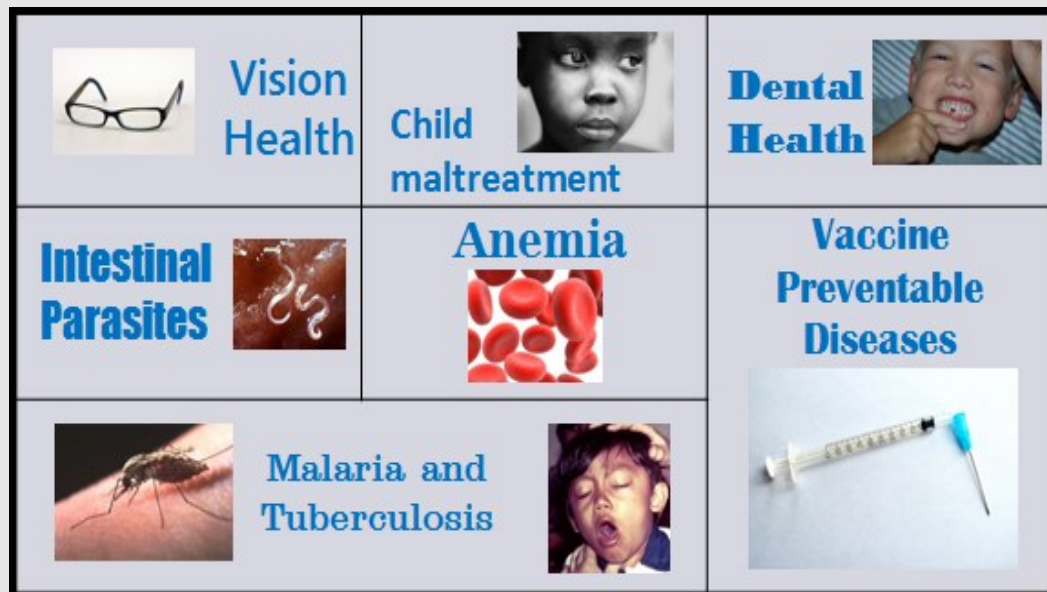 Vision
Health
Child
maltreatment
Dental
Health
Intestinal
Parasites
Anemia
Vaccine
Preventable
Diseases
Malaria and
Tuberculosis